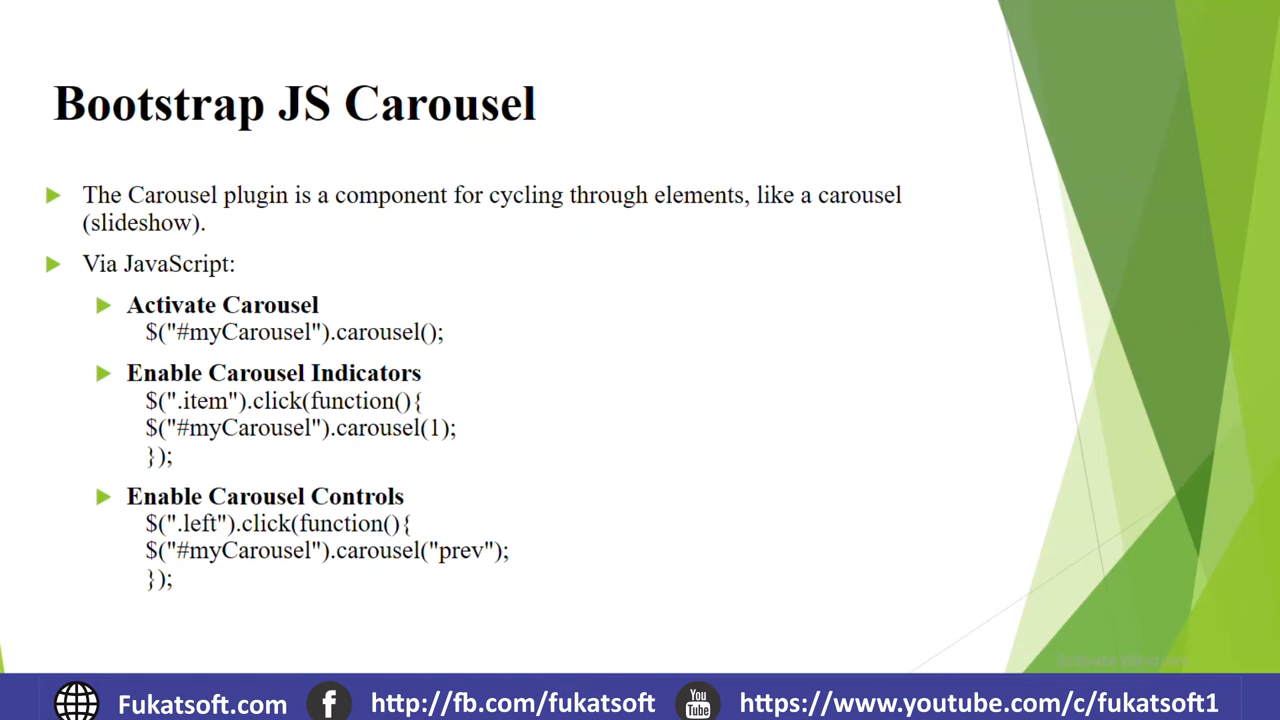 Bootstrap JS Carousel
The Carousel plugin is a component for cycling through elements, like a carousel
(slideshow).
Via JavaScript:
Activate Carousel
$("#myCarousel").carousel();
Enable Carousel Indicators
$(".item").click(function(){
$("#myCarousel").carousel(1);
});
Enable Carousel Controls
$(".left").click(function(){
$("#myCarousel").carousel("prev");
});
Activate Windows
Fukatsoft.com
http://fb.com/fukatsoft
You
Tube
https://www.youtube.com/c/fukatsoft1